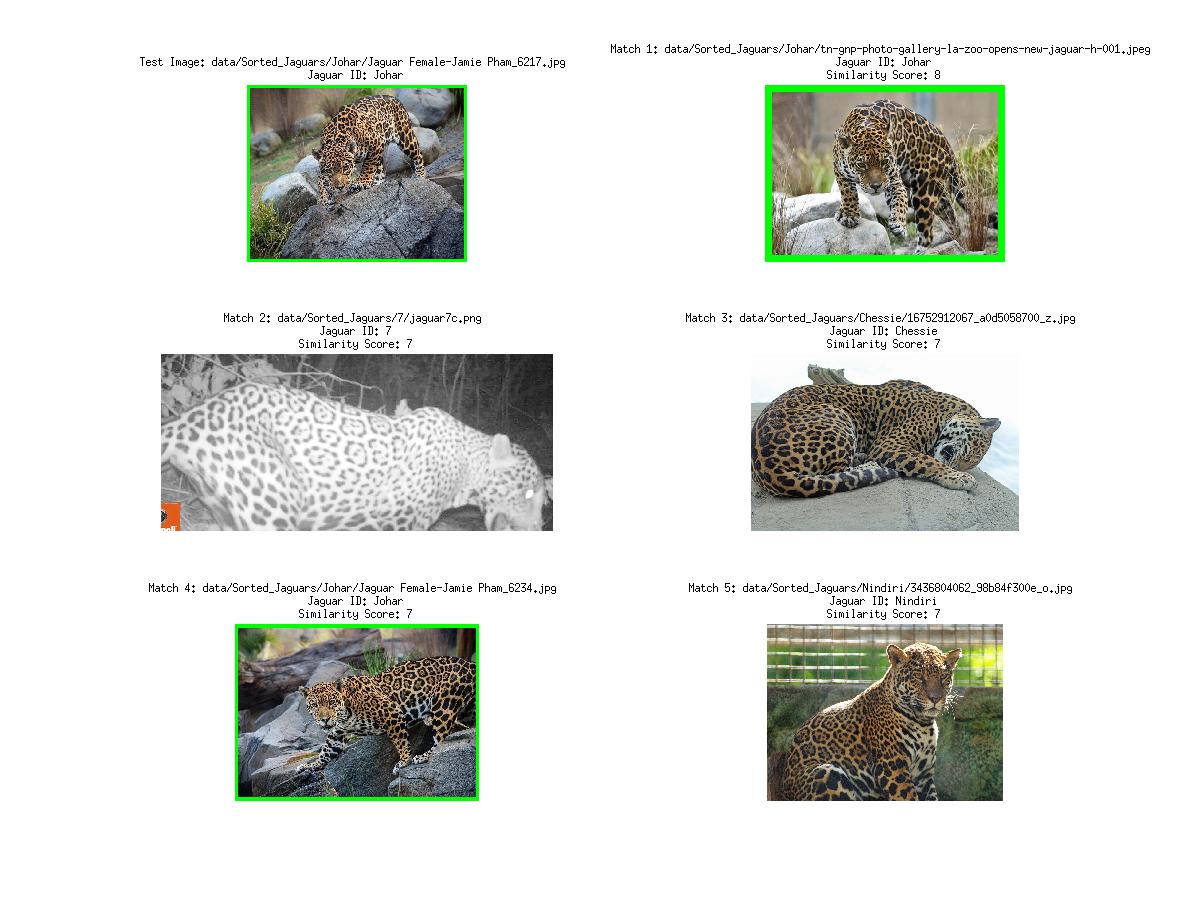 Test Image: data/Sorted_Jaguars/Johar/Jaguar Female-Jamie Pham_6217.jpg
Jaguar ID: Johar
Match 1: data/Sorted_Jaguars/Johar/tn-gnp-photo-gallery-la-zoo-opens-new-jaguar-h-001.jpeg
Jaguar ID: Johar
Similarity Score: 8
Match 2: data/Sorted_Jaguars/7/jaguar7c.png
Jaguar ID: 7
Similarity Score: 7
Match 3: data/Sorted_Jaguars/Chessie/16752912067_a0d5058700_z.jpg
Jaguar ID: Chessie
Similarity Score: 7
Match 4: data/Sorted_Jaguars/Johar/Jaguar Female-Jamie Pham_6234.jpg
Jaguar ID: Johar
Similarity Score: 7
Match 5: data/Sorted_Jaguars/Nindiri/3436804062_98b84f300e_o.jpg
Jaguar ID: Nindiri
Similarity Score: 7